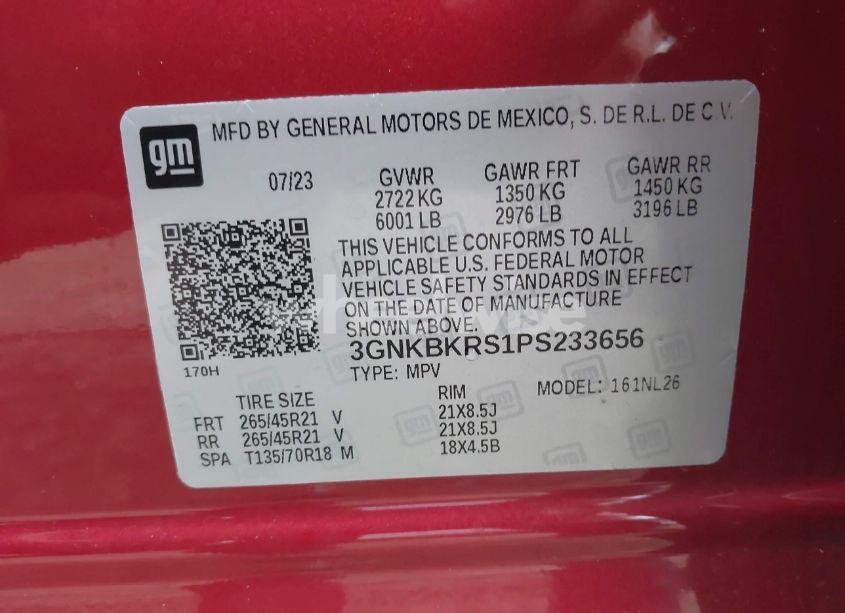 gm MFD BY GENERAL MOTORS DE MEXICO, S. DE R.L. DE C.V.
07/23 GVWR GAWR FRT GAWR RR
2722 KG 1350 KG 1450 KG
6001 LB 2976 LB 3196 LB
THIS VEHICLE CONFORMS TO ALL
APPLICABLE U.S. FEDERAL MOTOR
VEHICLE SAFETY STANDARDS IN EFFECT
ON THE DATE OF MANUFACTURE
SHOWN ABOVE.
3GNKBKRS1PS233656
170H
TYPE: MPV MODEL: 161NL26
TIRE SIZE RIM
FRT 265/45R21 V 21X8.5J
RR 265/45R21 V 21X8.5J
SPA T135/70R18 M 18X4.5B